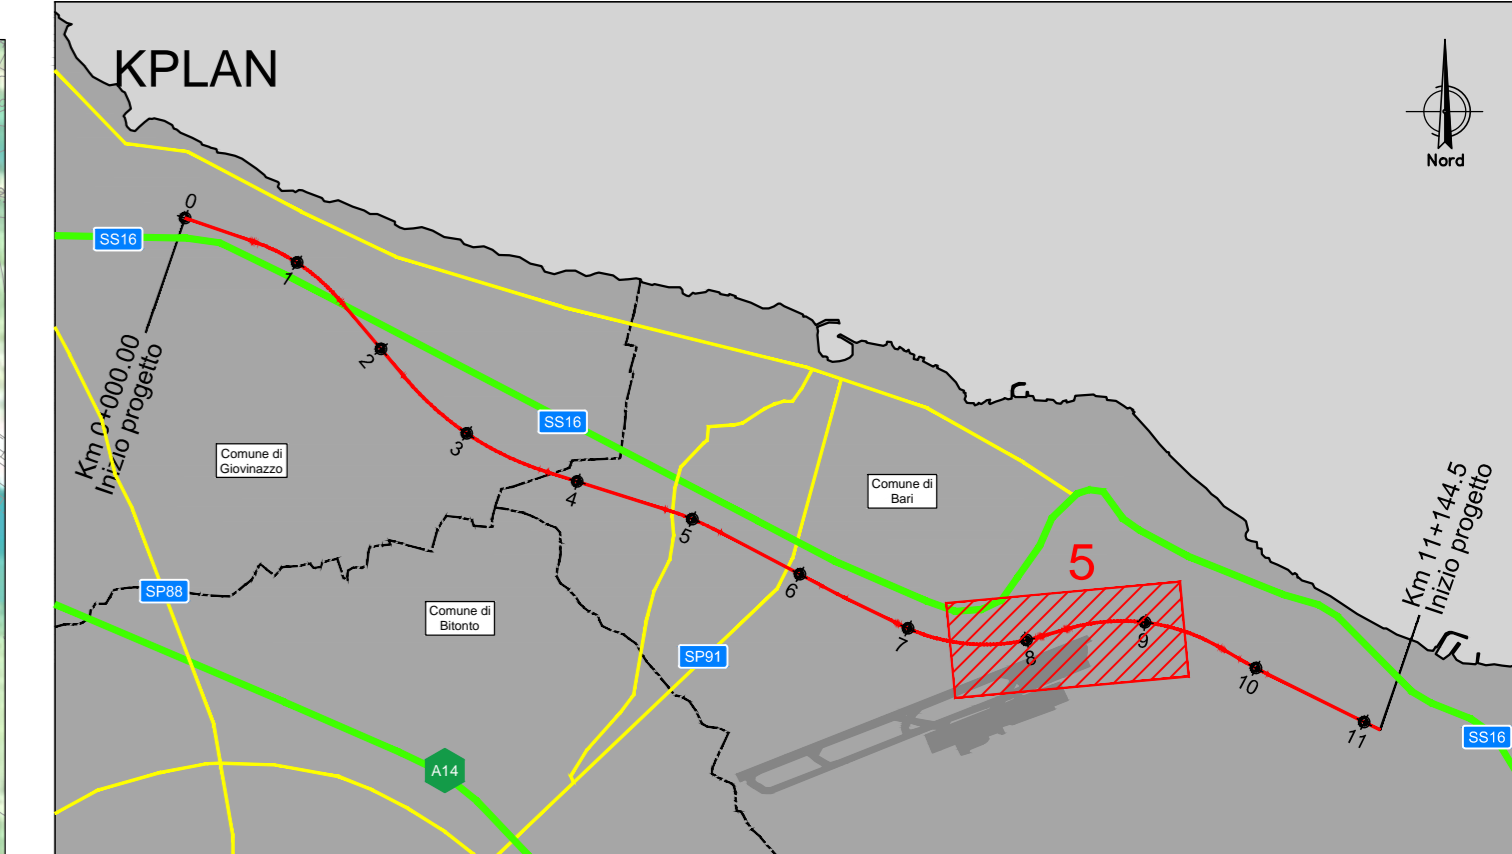 KPLAN
Nord
0
SS16
1
Km 0+000.00
Inizio progetto
2
SS16
3
Comune di
Giovinazzo
4
Comune di
Bari
5
Km 11+144.5
Inizio progetto
5
6
SP88
Comune di
Bitonto
7
8
9
SP91
10
11
SS16
A14